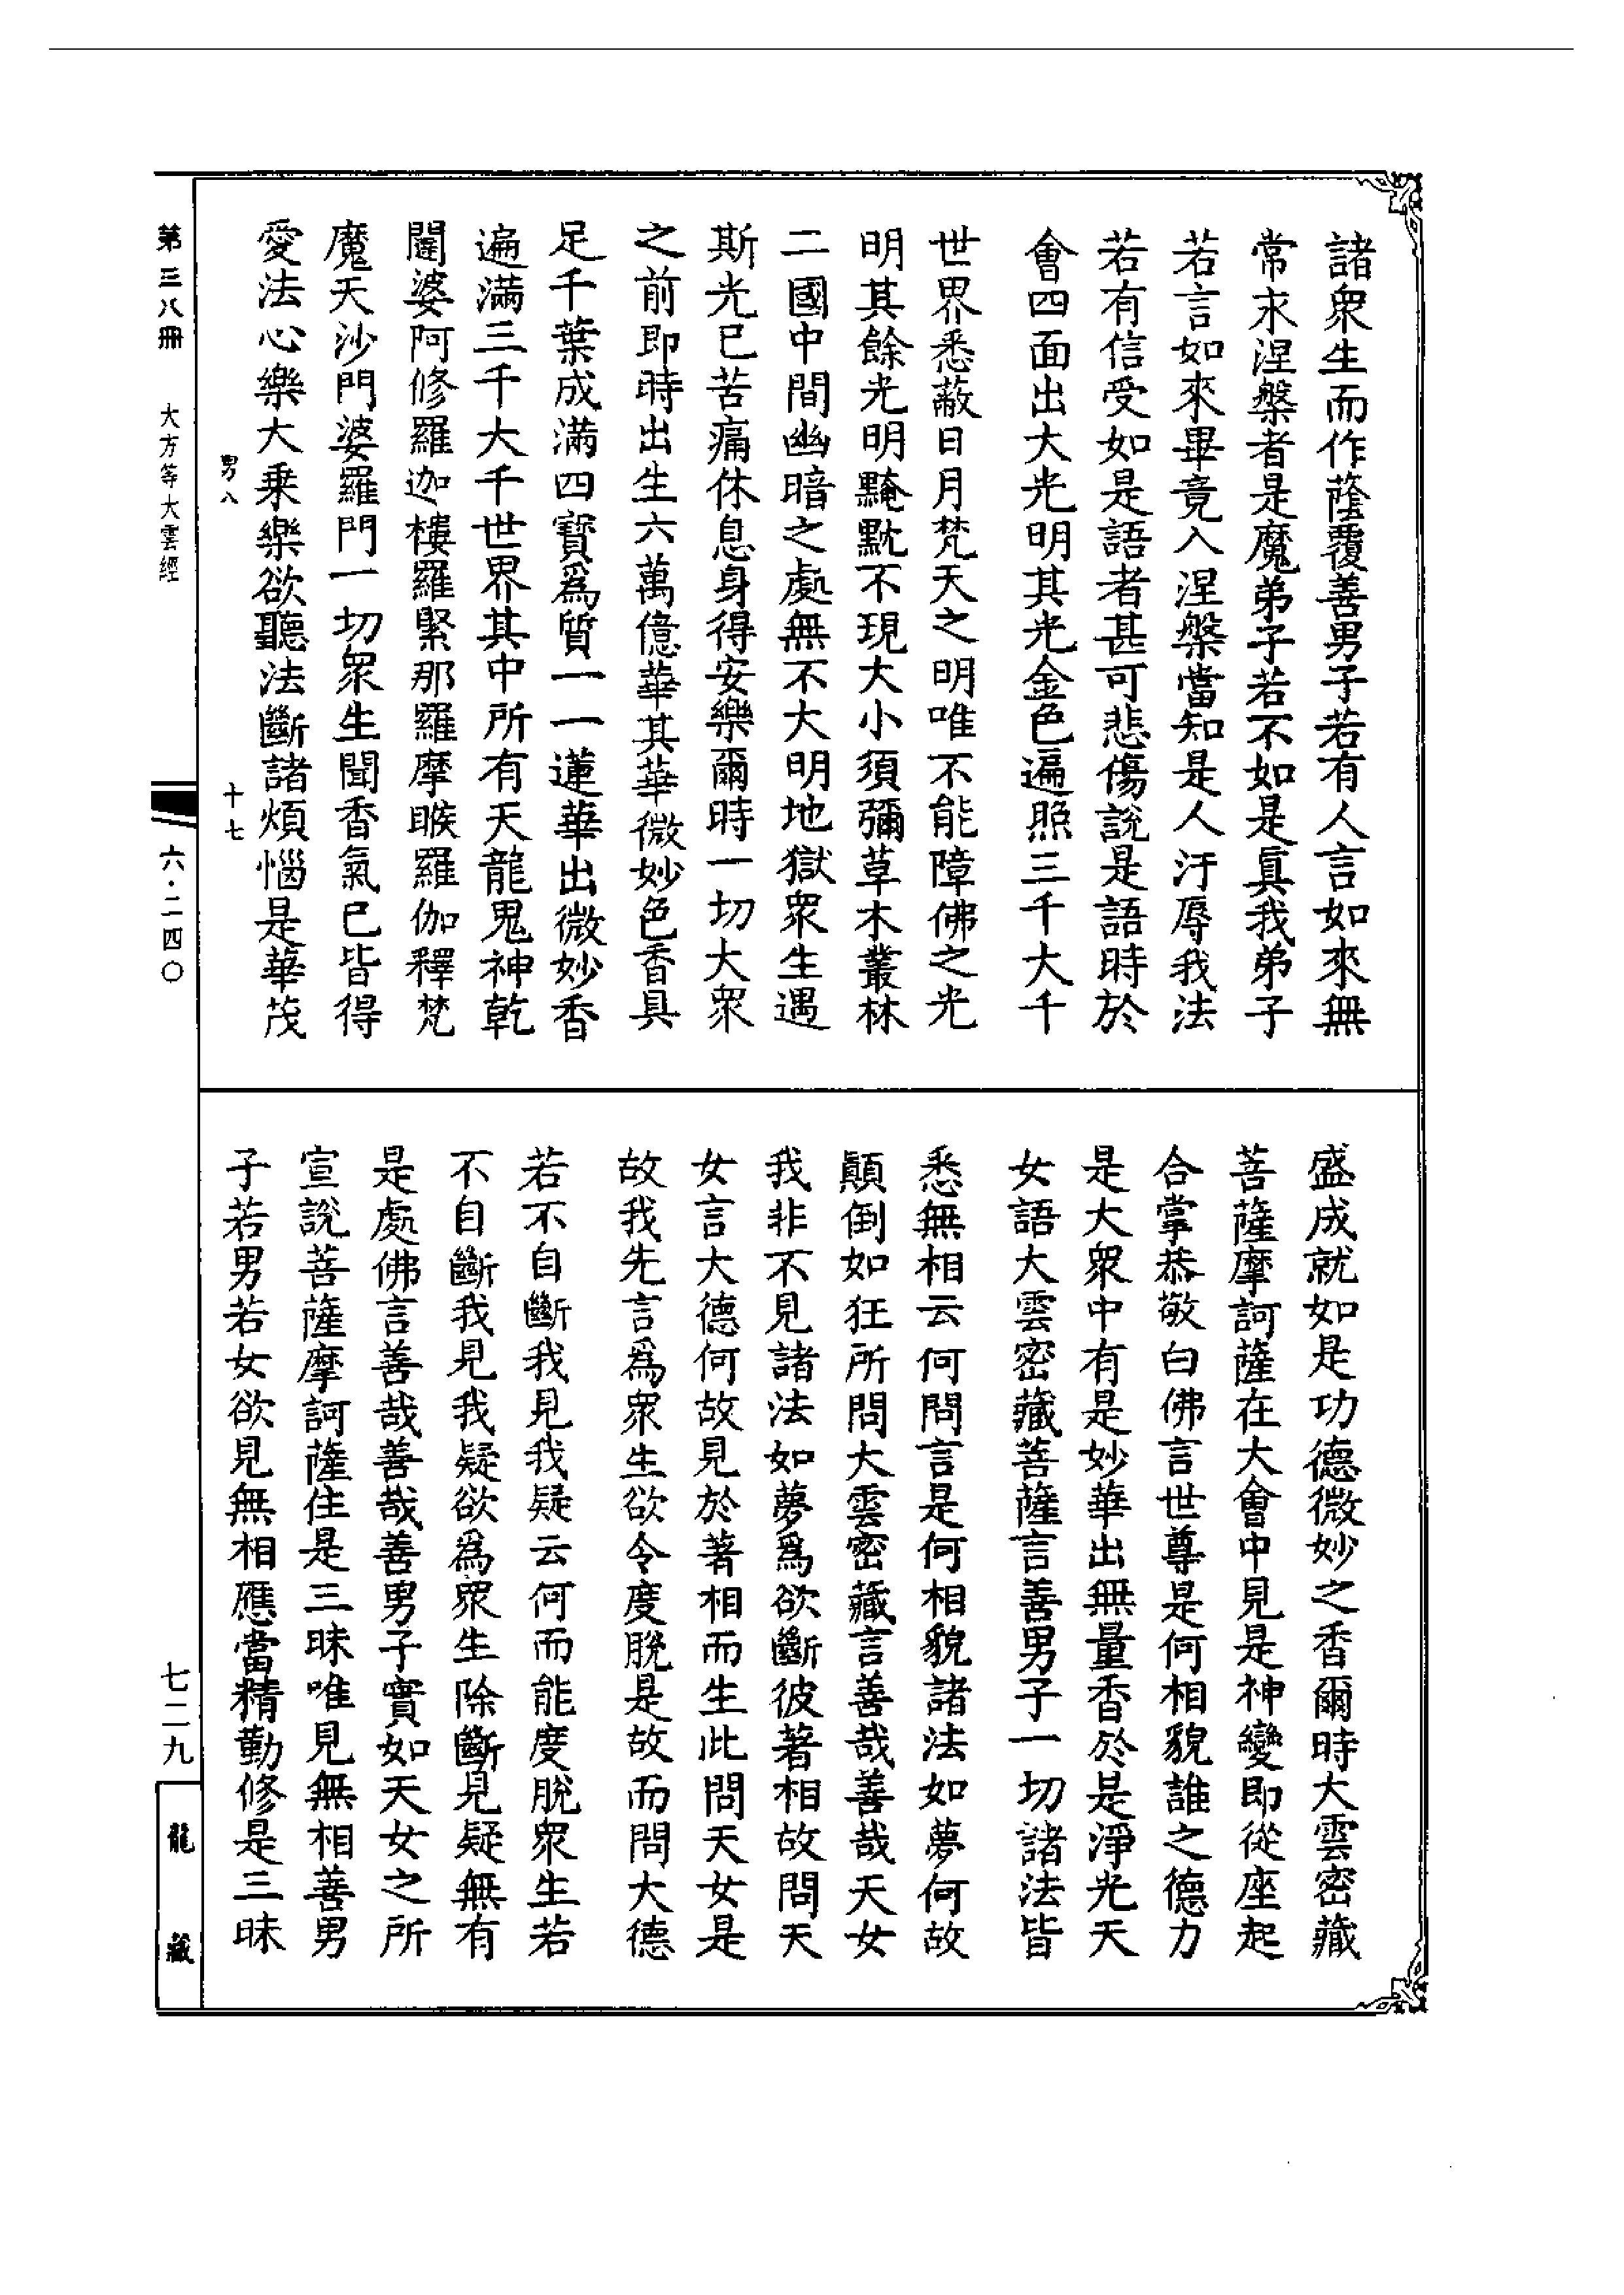 諸衆生而作蔭覆善男子若有人言如來無
常求涅槃者是魔弟子若不如是真我弟子
若言如來畢竟入涅槃當知是人汙辱我法
若有信受如是語者甚可悲傷說是語時於
會四面出大光明其光金色遍照三千大千
世界悉蔽日月梵天之明唯不能障佛之光
明其餘光明黤黕不現大小須彌草木叢林
二國中間幽暗之處無不大明地獄衆生遇
斯光已苦痛休息身得安樂爾時一切大衆
之前即時出生六萬億華其華微妙色香具
足千葉成滿四寶爲質一一蓮華出微妙香
遍滿三千大千世界其中所有天龍鬼神乾
闥婆阿修羅迦樓羅緊那羅摩睺羅伽釋梵
魔天沙門婆羅門一切衆生聞香氣已皆得
愛法心樂大乗樂欲聽法斷諸煩惱是華茂
男八
十七
盛成就如是功德微妙之香爾時大雲密藏
菩薩摩訶薩在大會中見是神變即從座起
合掌恭敬白佛言世尊是何相貌誰之德力
是大衆中有是妙華出無量香於是淨光天
女語大雲密藏菩薩言善男子一切諸法皆
悉無相云何問言是何相貌諸法如夢何故
顛倒如狂所問大雲密藏言善哉善哉天女
我非不見諸法如夢爲欲斷彼著相故問天
女言大德何故見於著相而生此問天女是
故我先言爲衆生欲令度脫是故而問大德
若不自斷我見我疑云何而能度脫衆生若
不自斷我見我疑欲爲衆生除斷見疑無有
是處佛言善哉善哉善男子實如天女之所
宣說菩薩摩訶薩住是三昧唯見無相善男
子若男若女欲見無相應當精勤修是三昧
第三八冊
大方等大雲經
六·二四〇
七二九
龍藏